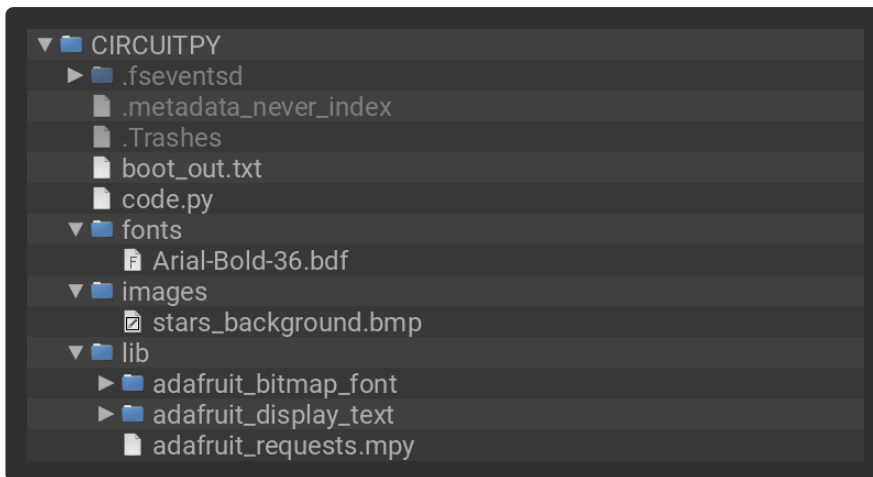 CIRCUITPY
.fseventsd
.metadata_never_index
.Trashes
boot_out.txt
code.py
fonts
Arial-Bold-36.bdf
images
stars_background.bmp
lib
adafruit_bitmap_font
adafruit_display_text
adafruit_requests.mpy